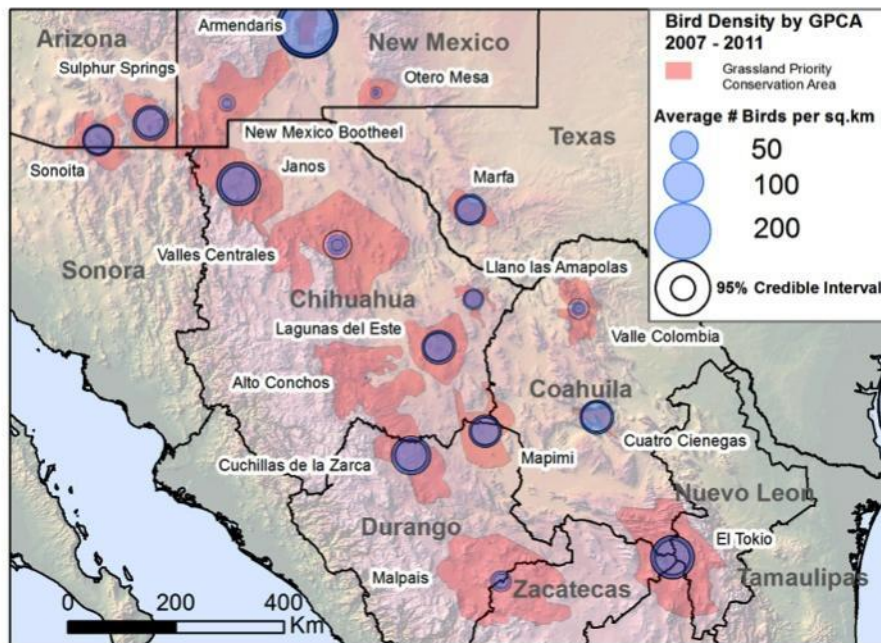 Armendaris
Arizona
New Mexico
Sulphur Springs
Otero Mesa
New Mexico Bootheel
Texas
Sonoita
Janos
Marfa
Sonora
Valles Centrales
Llano las Amapolas
Chihuahua
Lagunas del Este
Valle Colombia
Alto Conchos
Coahuila
Cuatro Cienegas
Cuchillas de la Zarca
Mapimi
Nuevo Leon
Durango
El Tokio
Malpais
Zacatecas
Tamaulipas
0 200 400
Km
Bird Density by GPCA
2007 - 2011
Grassland Priority
Conservation Area
Average # Birds per sq.km
50
100
200
95% Credible Interval